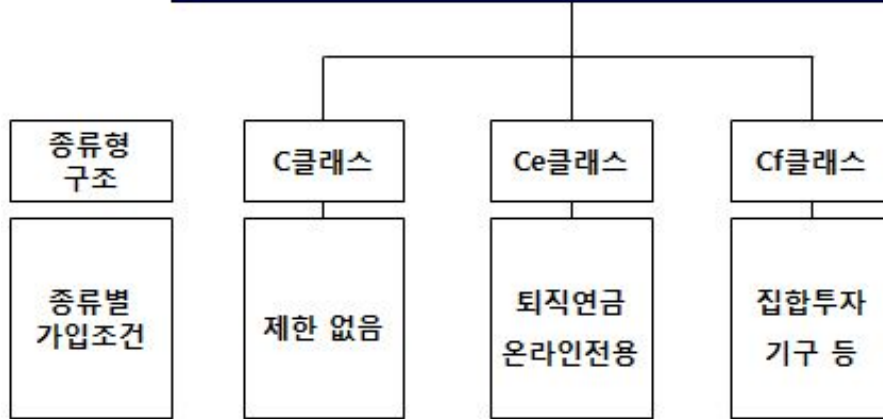 종류형
구조
C클래스
Ce클래스
Cf클래스
종류별
가입조건
제한 없음
퇴직연금
온라인전용
집합투자
기구 등